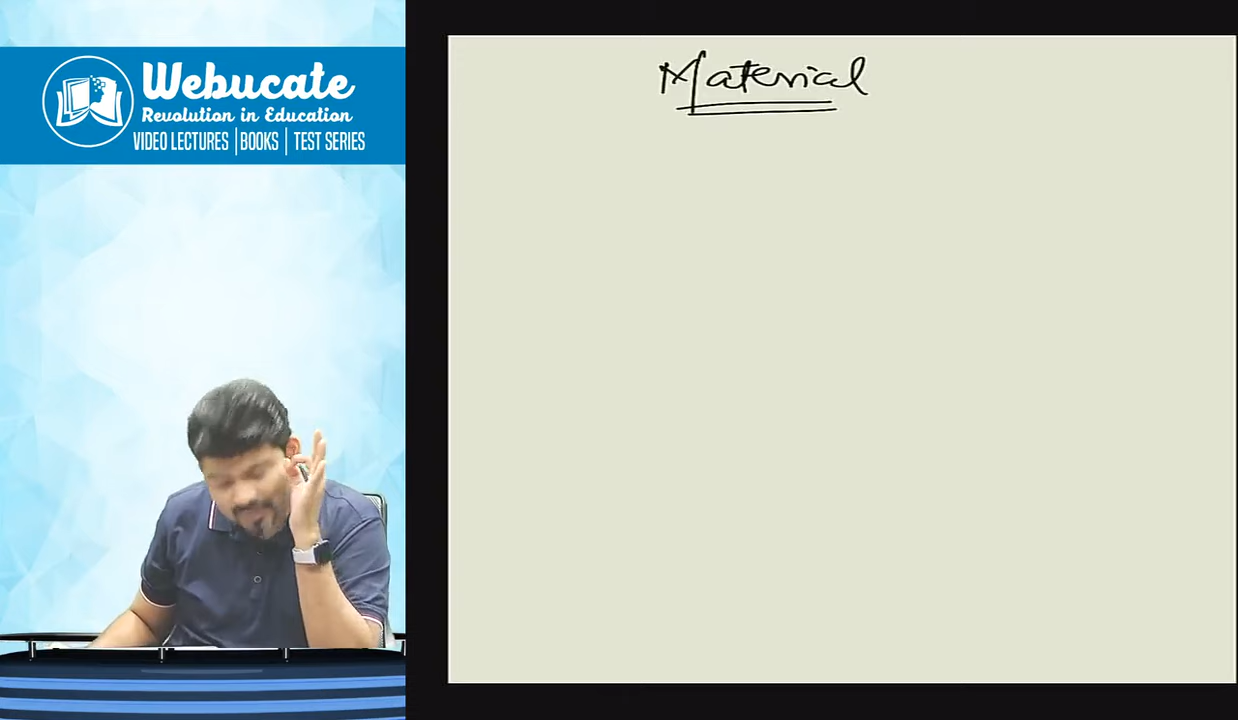 Webucate
Revolution in Education
VIDEO LECTURES | BOOKS | TEST SERIES
Material